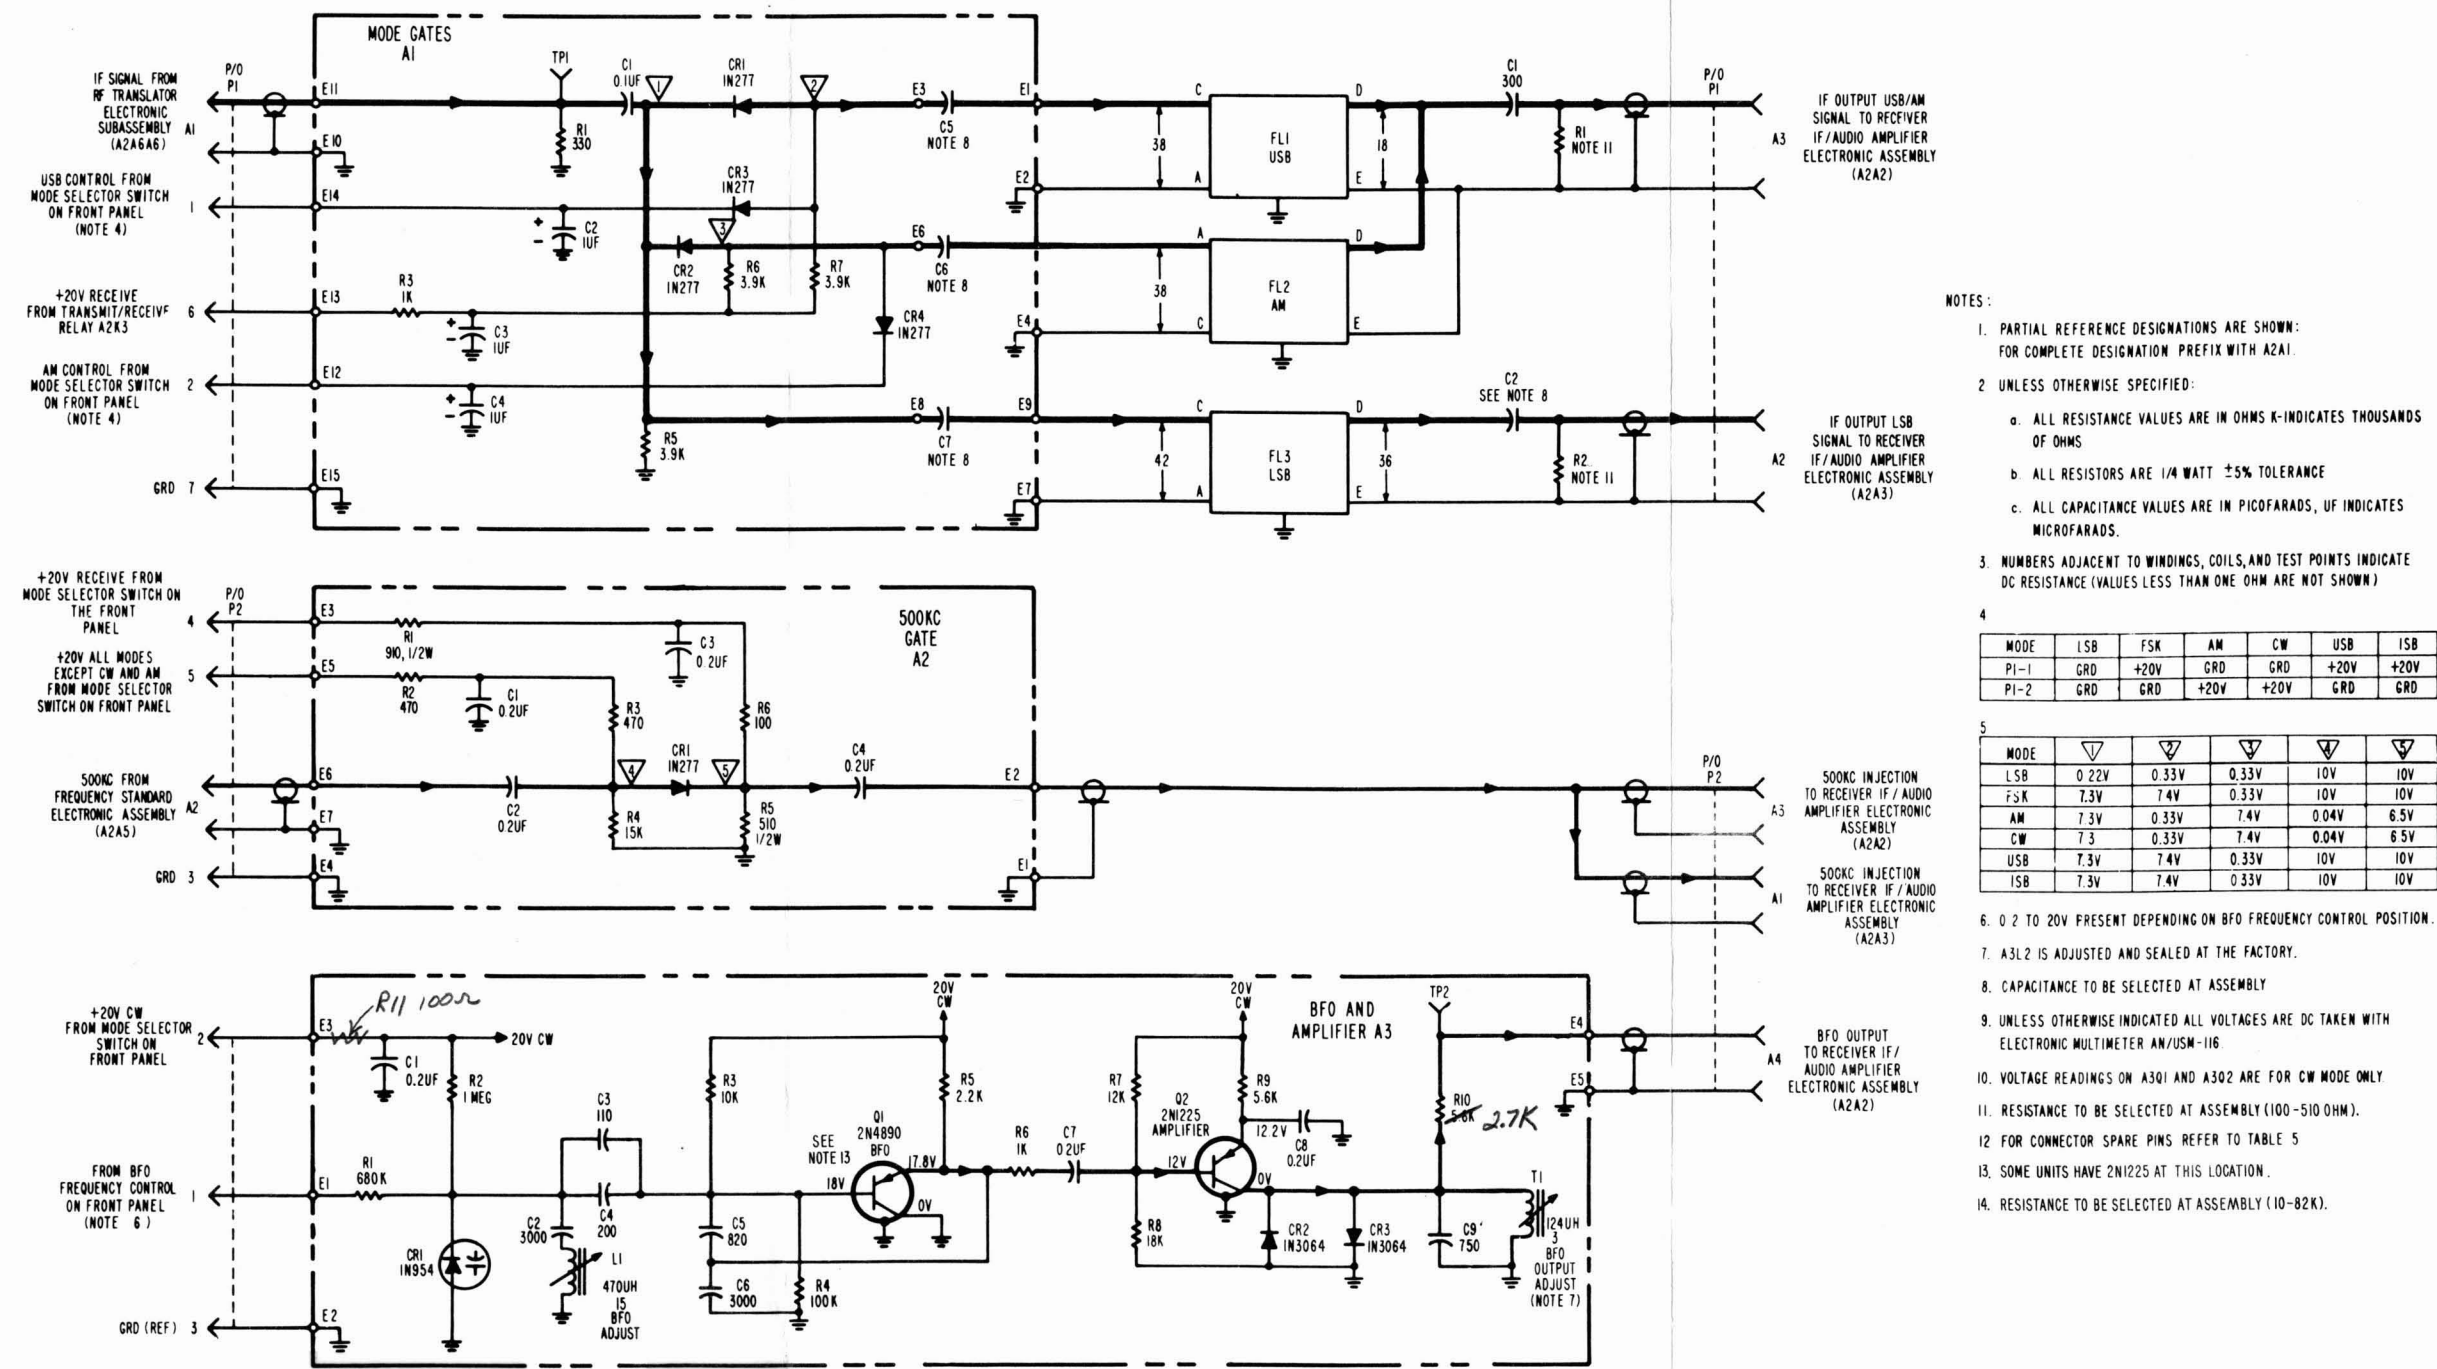 MODE GATES
A1
IF SIGNAL FROM
RF TRANSLATOR
ELECTRONIC
SUBASSEMBLY A1
(A2A6A6)
P/O
P1
E11
E10
TP1
R1
330
C1
0.1UF
1
CR1
1N277
2
E3
C5
NOTE 8
E1
USB CONTROL FROM
MODE SELECTOR SWITCH
ON FRONT PANEL
(NOTE 4)
1
E14
+
-
C2
1UF
CR3
1N277
3
E2
+20V RECEIVE
FROM TRANSMIT/RECEIVE
RELAY A2K3
6
E13
R3
1K
+
-
C3
1UF
CR2
1N277
R6
3.9K
R7
3.9K
E6
C6
NOTE 8
CR4
1N277
E4
AM CONTROL FROM
MODE SELECTOR SWITCH
ON FRONT PANEL
(NOTE 4)
2
E12
+
-
C4
1UF
R5
3.9K
E8
C7
NOTE 8
E9
GRD 7
E15
E7
C
38
A
FL1
USB
D
18
E
C1
300
R1
NOTE 11
P/O
P1
A3
IF OUTPUT USB/AM
SIGNAL TO RECEIVER
IF/AUDIO AMPLIFIER
ELECTRONIC ASSEMBLY
(A2A2)
A
38
C
FL2
AM
D
E
C
42
A
FL3
LSB
D
36
E
C2
SEE NOTE 8
R2
NOTE 11
A2
IF OUTPUT LSB
SIGNAL TO RECEIVER
IF/AUDIO AMPLIFIER
ELECTRONIC ASSEMBLY
(A2A3)
+20V RECEIVE FROM
MODE SELECTOR SWITCH ON
THE FRONT
PANEL
4
P/O
P2
E3
R1
910, 1/2W
C3
0.2UF
500KC
GATE
A2
+20V ALL MODES
EXCEPT CW AND AM
FROM MODE SELECTOR
SWITCH ON FRONT PANEL
5
E5
R2
470
C1
0.2UF
R3
470
R6
100
500KC FROM
FREQUENCY STANDARD
ELECTRONIC ASSEMBLY
(A2A5)
A2
E6
E7
C2
0.2UF
4
CR1
1N277
5
R4
15K
R5
510
1/2W
C4
0.2UF
E2
E1
GRD 3
E4
P/O
P2
A3
500KC INJECTION
TO RECEIVER IF/AUDIO
AMPLIFIER ELECTRONIC
ASSEMBLY
(A2A2)
A1
500KC INJECTION
TO RECEIVER IF/AUDIO
AMPLIFIER ELECTRONIC
ASSEMBLY
(A2A3)
+20V CW
FROM MODE SELECTOR
SWITCH ON
FRONT PANEL
2
E3
R11 100Ω
C1
0.2UF
R2
1 MEG
20V CW
FROM BFO
FREQUENCY CONTROL
ON FRONT PANEL
(NOTE 6)
1
E1
R1
680K
CR1
1N954
GRD (REF) 3
E2
C3
110
C4
200
C2
3000
L1
470UH
15
BFO
ADJUST
R3
10K
C5
820
C6
3000
R4
100K
SEE
NOTE 13
Q1
2N4890
BFO
18V
17.8V
0V
20V
CW
R5
2.2K
R6
1K
C7
0.2UF
R7
12K
R8
18K
Q2
2N1225
AMPLIFIER
12V
12.2V
0V
20V
CW
R9
5.6K
C8
0.2UF
CR2
1N3064
CR3
1N3064
BFO AND
AMPLIFIER A3
TP2
R10
5.6K
2.7K
C9
750
T1
124UH
3
BFO
OUTPUT
ADJUST
(NOTE 7)
E4
E5
A4
BFO OUTPUT
TO RECEIVER IF/
AUDIO AMPLIFIER
ELECTRONIC ASSEMBLY
(A2A2)
NOTES:
1. PARTIAL REFERENCE DESIGNATIONS ARE SHOWN:
FOR COMPLETE DESIGNATION PREFIX WITH A2A1.
2 UNLESS OTHERWISE SPECIFIED:
a. ALL RESISTANCE VALUES ARE IN OHMS K-INDICATES THOUSANDS
OF OHMS
b. ALL RESISTORS ARE 1/4 WATT ±5% TOLERANCE
c. ALL CAPACITANCE VALUES ARE IN PICOFARADS, UF INDICATES
MICROFARADS.
3. NUMBERS ADJACENT TO WINDINGS, COILS, AND TEST POINTS INDICATE
DC RESISTANCE (VALUES LESS THAN ONE OHM ARE NOT SHOWN)
4
MODE LSB FSK AM CW USB ISB
P1-1 GRD +20V GRD GRD +20V +20V
P1-2 GRD GRD +20V +20V GRD GRD
5
MODE 1 2 3 4 5
LSB 0.22V 0.33V 0.33V 10V 10V
FSK 7.3V 7.4V 0.33V 10V 10V
AM 7.3V 0.33V 7.4V 0.04V 6.5V
CW 7.3 0.33V 7.4V 0.04V 6.5V
USB 7.3V 7.4V 0.33V 10V 10V
ISB 7.3V 7.4V 0.33V 10V 10V
6. 0.2 TO 20V PRESENT DEPENDING ON BFO FREQUENCY CONTROL POSITION.
7. A3L2 IS ADJUSTED AND SEALED AT THE FACTORY.
8. CAPACITANCE TO BE SELECTED AT ASSEMBLY
9. UNLESS OTHERWISE INDICATED ALL VOLTAGES ARE DC TAKEN WITH
ELECTRONIC MULTIMETER AN/USM-116.
10. VOLTAGE READINGS ON A3Q1 AND A3Q2 ARE FOR CW MODE ONLY
11. RESISTANCE TO BE SELECTED AT ASSEMBLY (100-510 OHM).
12 FOR CONNECTOR SPARE PINS REFER TO TABLE 5
13. SOME UNITS HAVE 2N1225 AT THIS LOCATION.
14. RESISTANCE TO BE SELECTED AT ASSEMBLY (10-82K).